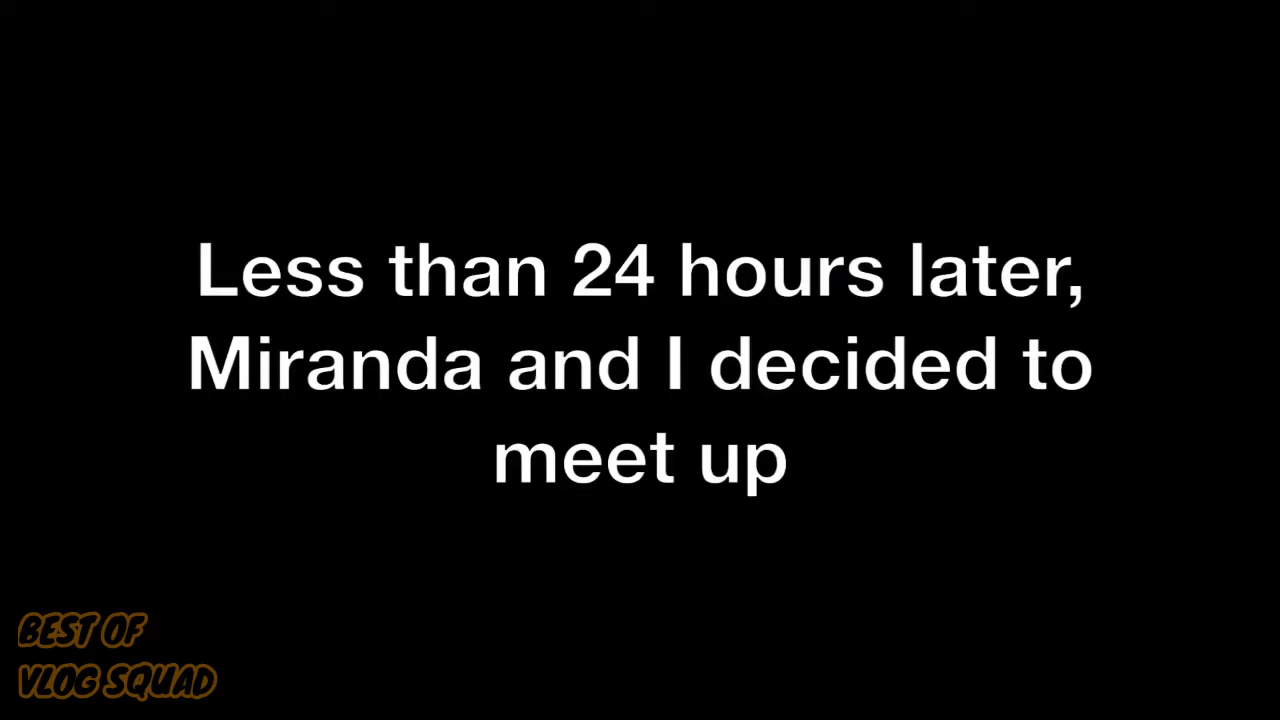 Less than 24 hours later,
Miranda and I decided to
meet up
BEST OF
VLOG SQUAD